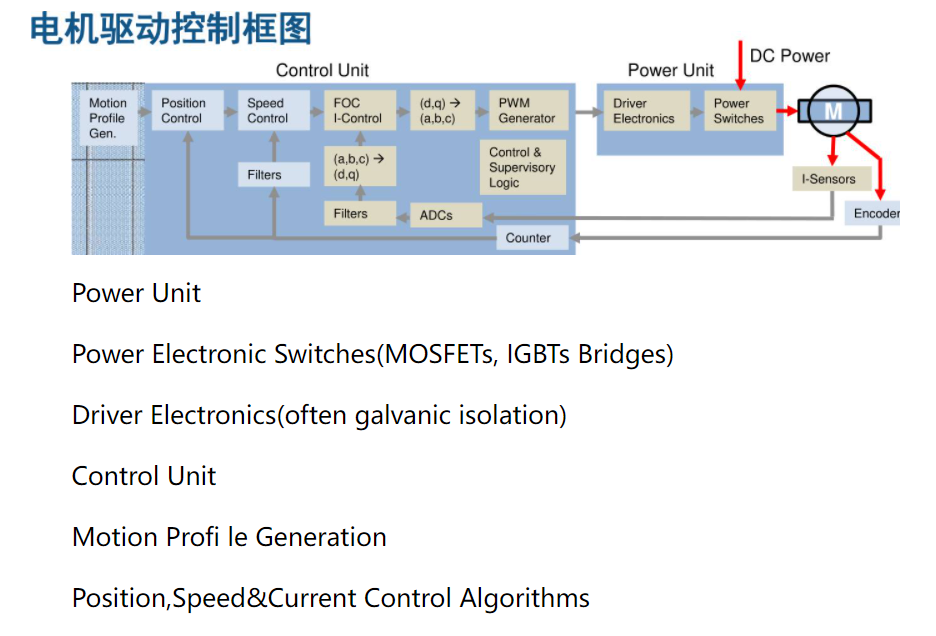 电机驱动控制框图
Control Unit
Power Unit
DC Power
Motion
Profile
Gen.
Position
Control
Speed
Control
FOC
I-Control
(d,q) →
(a,b,c)
PWM
Generator
Driver
Electronics
Power
Switches
M
Filters
(a,b,c) →
(d,q)
Control &
Supervisory
Logic
I-Sensors
Filters
ADCs
Encoder
Counter
Power Unit
Power Electronic Switches(MOSFETs, IGBTs Bridges)
Driver Electronics(often galvanic isolation)
Control Unit
Motion Profi le Generation
Position,Speed&Current Control Algorithms